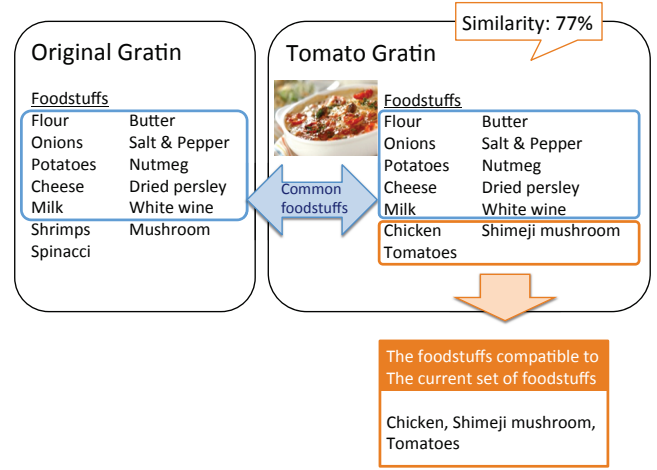 Similarity: 77%
Original Gratin
Foodstuffs
Flour Butter
Onions Salt & Pepper
Potatoes Nutmeg
Cheese Dried persley
Milk White wine
Shrimps Mushroom
Spinacci
Common
foodstuffs
Tomato Gratin
Foodstuffs
Flour Butter
Onions Salt & Pepper
Potatoes Nutmeg
Cheese Dried persley
Milk White wine
Chicken Shimeji mushroom
Tomatoes
The foodstuffs compatible to
The current set of foodstuffs
Chicken, Shimeji mushroom,
Tomatoes